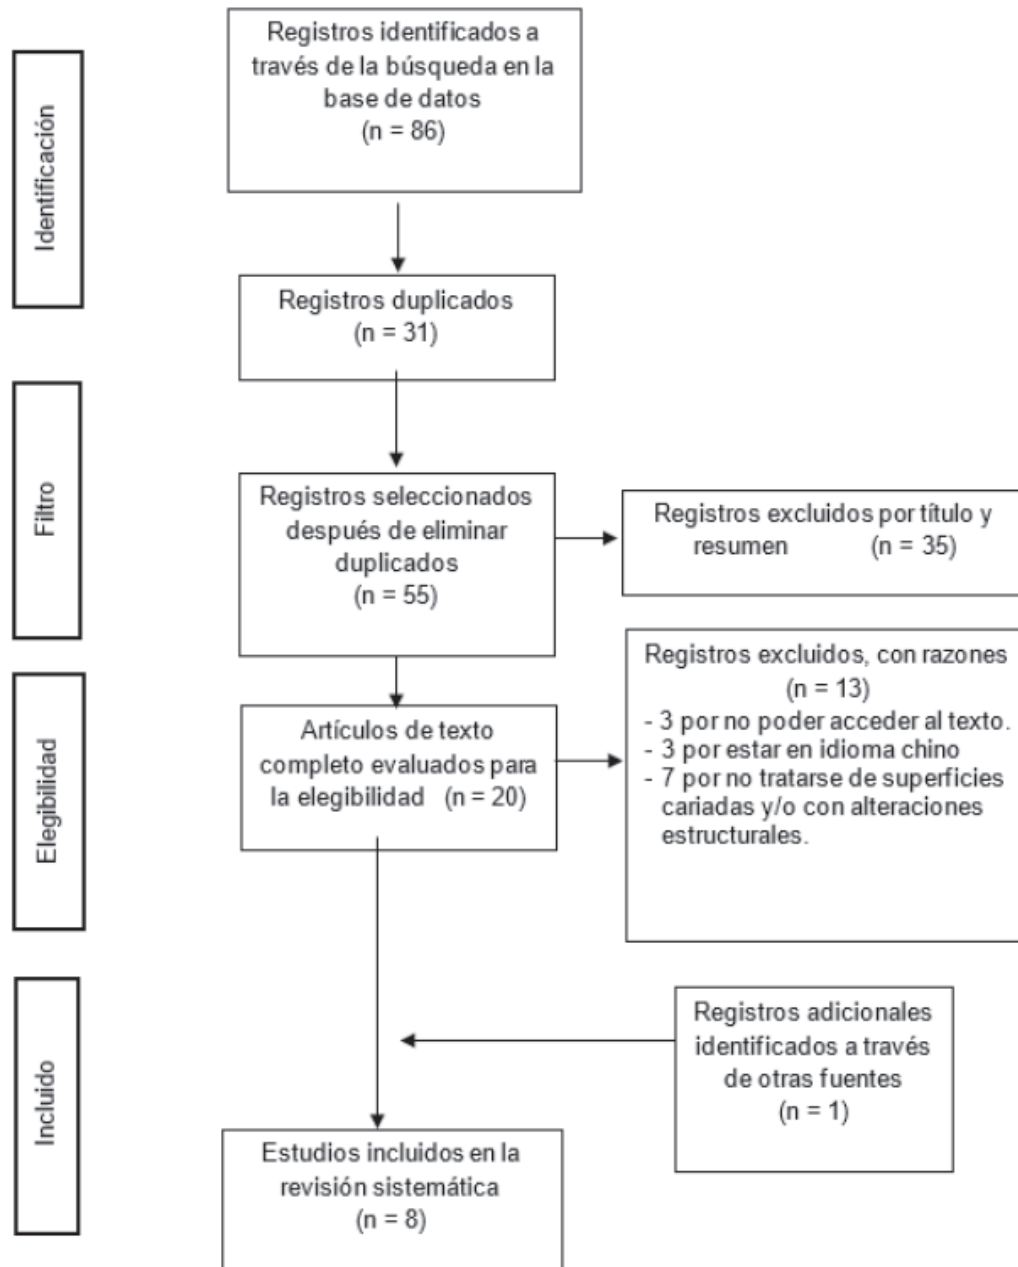 Identificación
Registros identificados a
través de la búsqueda en la
base de datos
(n = 86)
Registros duplicados
(n = 31)
Filtro
Registros seleccionados
después de eliminar
duplicados
(n = 55)
Registros excluidos por título y
resumen (n = 35)
Elegibilidad
Artículos de texto
completo evaluados para
la elegibilidad (n = 20)
Registros excluidos, con razones
(n = 13)
- 3 por no poder acceder al texto.
- 3 por estar en idioma chino
- 7 por no tratarse de superficies
cariadas y/o con alteraciones
estructurales.
Incluido
Registros adicionales
identificados a través
de otras fuentes
(n = 1)
Estudios incluidos en la
revisión sistemática
(n = 8)